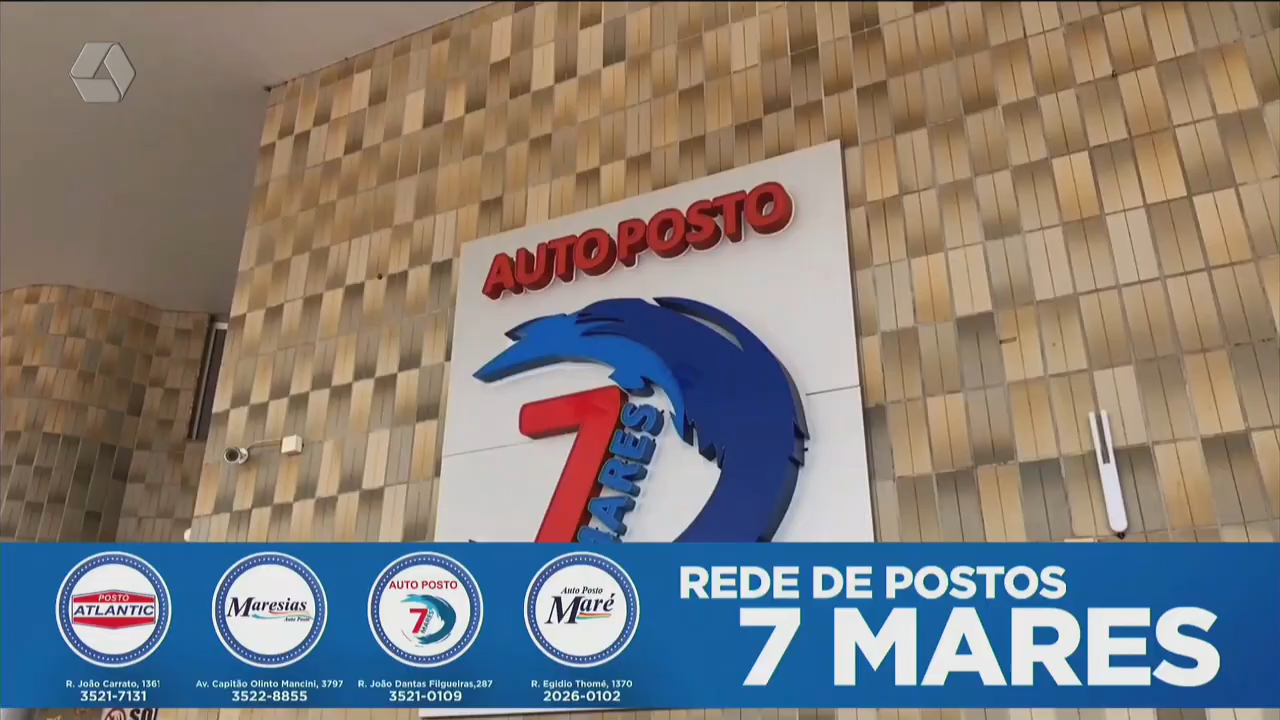 AUTO POSTO
7
MARES
POSTO
ATLANTIC
R. João Carrato, 1361
3521-7131
Maresias
Auto Posto
Av. Capitão Olinto Mancini, 3797
3522-8855
AUTO POSTO
7
MARES
R. João Dantas Filgueiras,287
3521-0109
Auto Posto
Maré
R. Egidio Thomé, 1370
2026-0102
REDE DE POSTOS
7 MARES